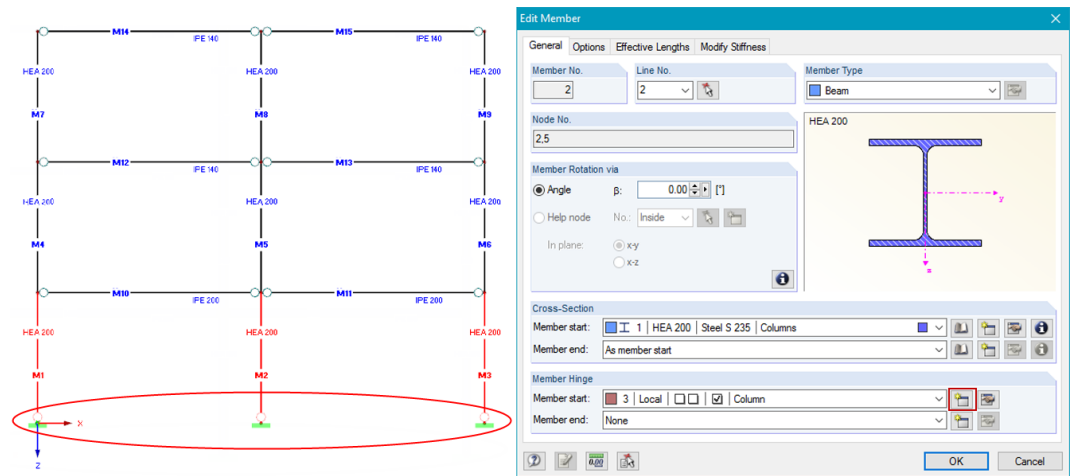 M14 M15
IPE 140 IPE 140
HEA 200 HEA 200 HEA 200
M7 M8 M9
M12 M13
IPE 140 IPE 140
HEA 200 HEA 200 HEA 200
M4 M5 M6
M10 M11
IPE 200 IPE 200
HEA 200 HEA 200 HEA 200
M1 M2 M3
x
z
Edit Member
General Options Effective Lengths Modify Stiffness
Member No. Line No. Member Type
2 2 Beam
Node No.
2,5
HEA 200
y
z
Member Rotation via
Angle β: 0.00 [°]
Help node No.: Inside
In plane: x-y
x-z
Cross-Section
Member start: 1 HEA 200 Steel S 235 Columns
Member end: As member start
Member Hinge
Member start: 3 Local Column
Member end: None
0.00
OK Cancel